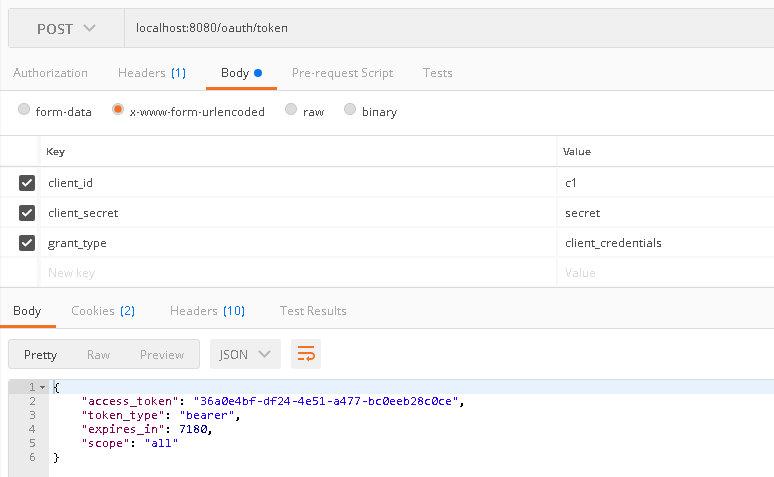 POST localhost:8080/oauth/token
Authorization Headers (1) Body Pre-request Script Tests
form-data x-www-form-urlencoded raw binary
Key Value
client_id c1
client_secret secret
grant_type client_credentials
New key Value
Body Cookies (2) Headers (10) Test Results
Pretty Raw Preview JSON
1 {
2 "access_token": "36a0e4bf-df24-4e51-a477-bc0eeb28c0ce",
3 "token_type": "bearer",
4 "expires_in": 7180,
5 "scope": "all"
6 }